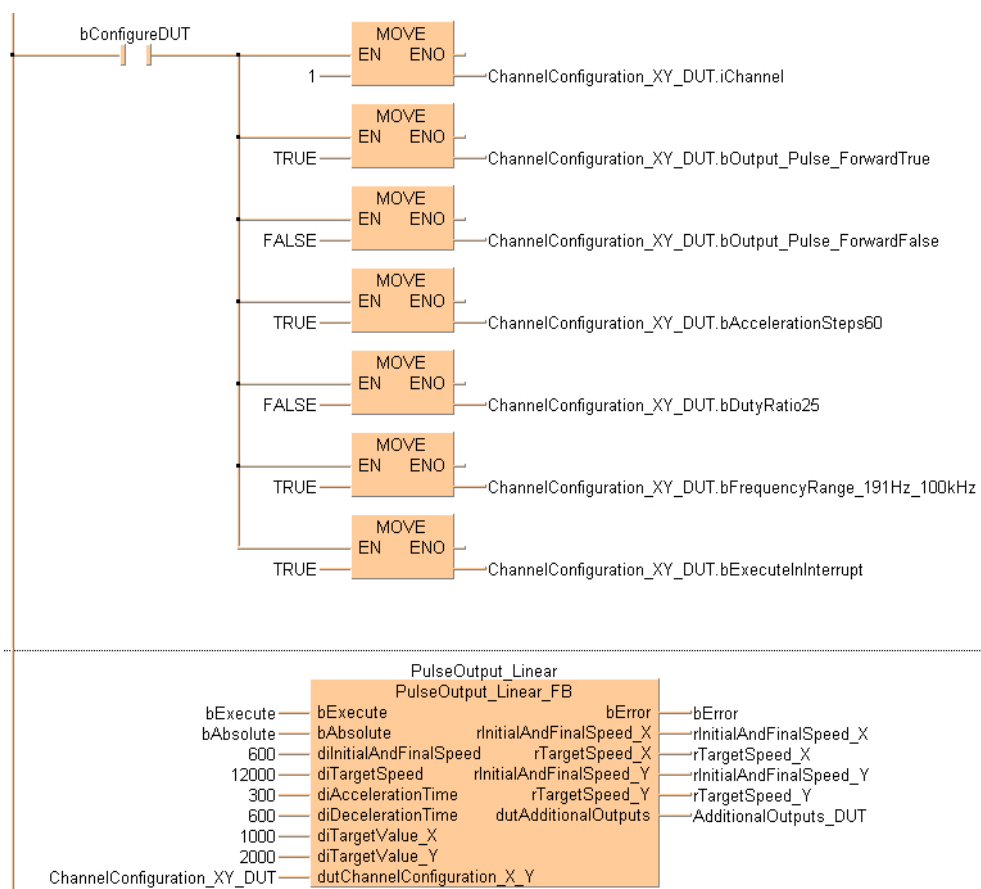 bConfigureDUT
MOVE
EN ENO
1 ChannelConfiguration_XY_DUT.iChannel
MOVE
EN ENO
TRUE ChannelConfiguration_XY_DUT.bOutput_Pulse_ForwardTrue
MOVE
EN ENO
FALSE ChannelConfiguration_XY_DUT.bOutput_Pulse_ForwardFalse
MOVE
EN ENO
TRUE ChannelConfiguration_XY_DUT.bAccelerationSteps60
MOVE
EN ENO
FALSE ChannelConfiguration_XY_DUT.bDutyRatio25
MOVE
EN ENO
TRUE ChannelConfiguration_XY_DUT.bFrequencyRange_191Hz_100kHz
MOVE
EN ENO
TRUE ChannelConfiguration_XY_DUT.bExecuteInInterrupt
PulseOutput_Linear
PulseOutput_Linear_FB
bExecute bExecute bError bError
bAbsolute bAbsolute rInitialAndFinalSpeed_X rInitialAndFinalSpeed_X
600 diInitialAndFinalSpeed rTargetSpeed_X rTargetSpeed_X
12000 diTargetSpeed rInitialAndFinalSpeed_Y rInitialAndFinalSpeed_Y
300 diAccelerationTime rTargetSpeed_Y rTargetSpeed_Y
600 diDecelerationTime dutAdditionalOutputs AdditionalOutputs_DUT
1000 diTargetValue_X
2000 diTargetValue_Y
ChannelConfiguration_XY_DUT dutChannelConfiguration_X_Y